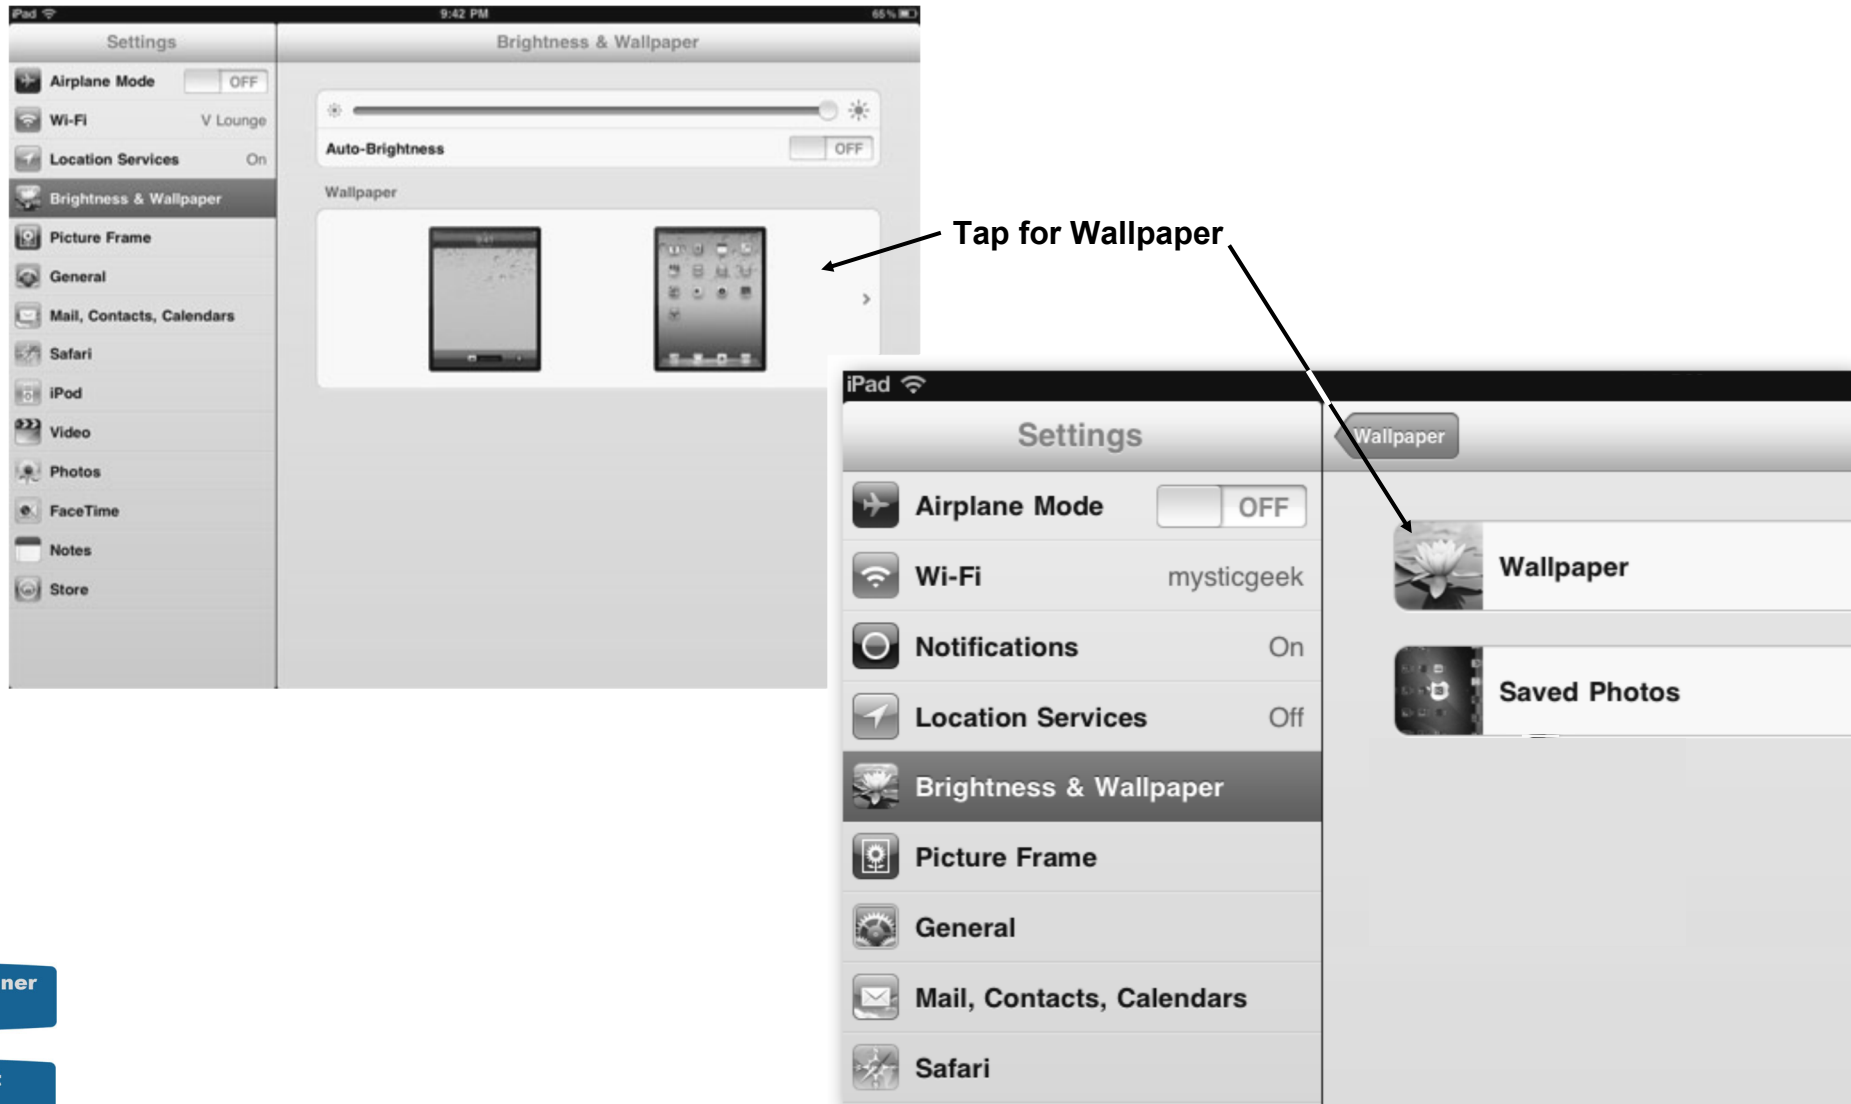 iPad 9:42 PM 65%
Settings Brightness & Wallpaper
Airplane Mode OFF
Wi-Fi V Lounge
Location Services On
Brightness & Wallpaper
Picture Frame
General
Mail, Contacts, Calendars
Safari
iPod
Video
Photos
FaceTime
Notes
Store
Auto-Brightness OFF
Wallpaper
Tap for Wallpaper
iPad
Settings Wallpaper
Airplane Mode OFF
Wi-Fi mysticgeek
Notifications On
Location Services Off
Brightness & Wallpaper
Picture Frame
General
Mail, Contacts, Calendars
Safari
Wallpaper
Saved Photos
ner